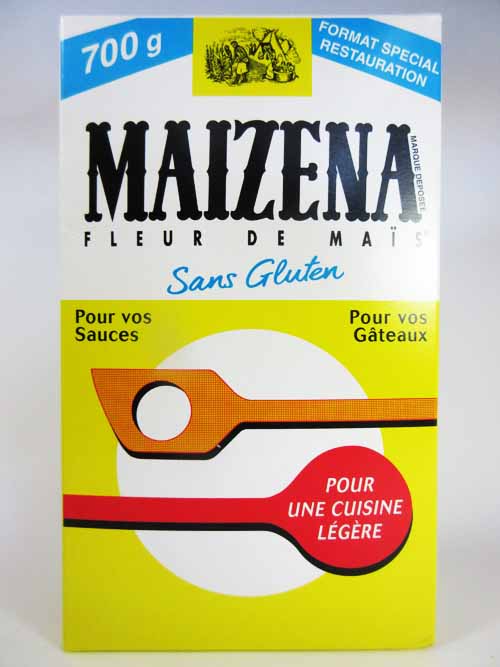 700 g
FORMAT SPECIAL
RESTAURATION
MAIZENA
MARQUE DEPOSEE
FLEUR DE MAÏS
Sans Gluten
Pour vos
Sauces
Pour vos
Gâteaux
POUR
UNE CUISINE
LÉGÈRE